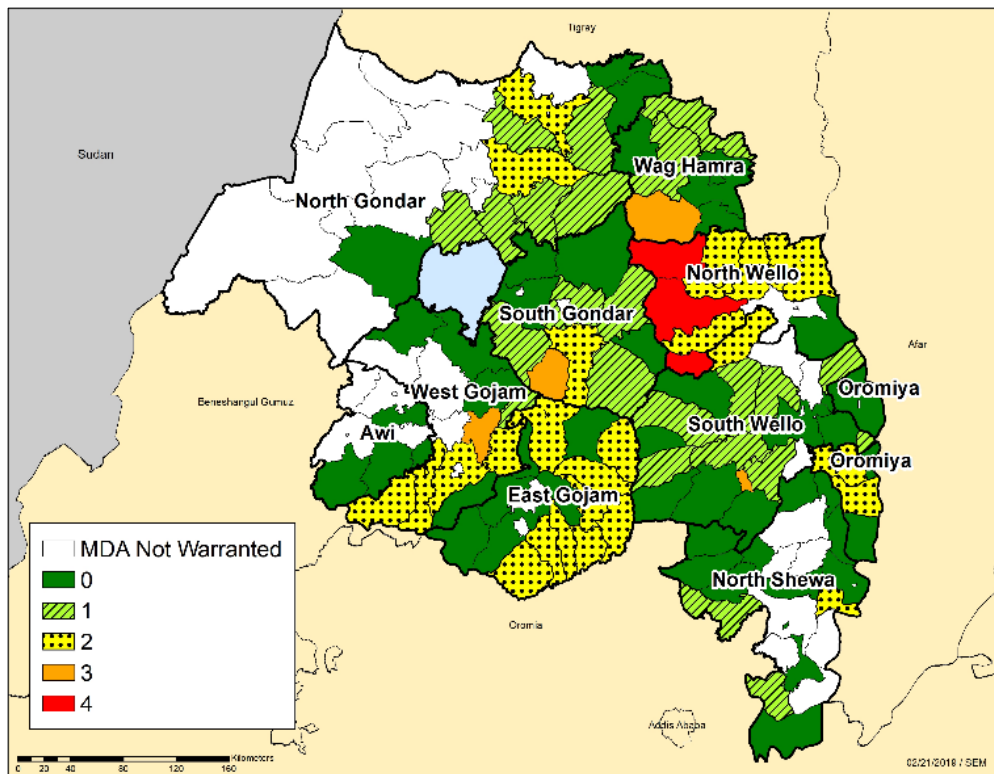 Tigray
Sudan
Wag Hamra
North Gondar
North Wello
South Gondar
Afar
Oromiya
West Gojam
Beneshangul Gumuz
South Wello
Awi
Oromiya
East Gojam
MDA Not Warranted
0
1
2
3
4
North Shewa
Oromia
Addis Ababa
Kilometers
0 20 40 80 120 160
02/21/2019 / SEM